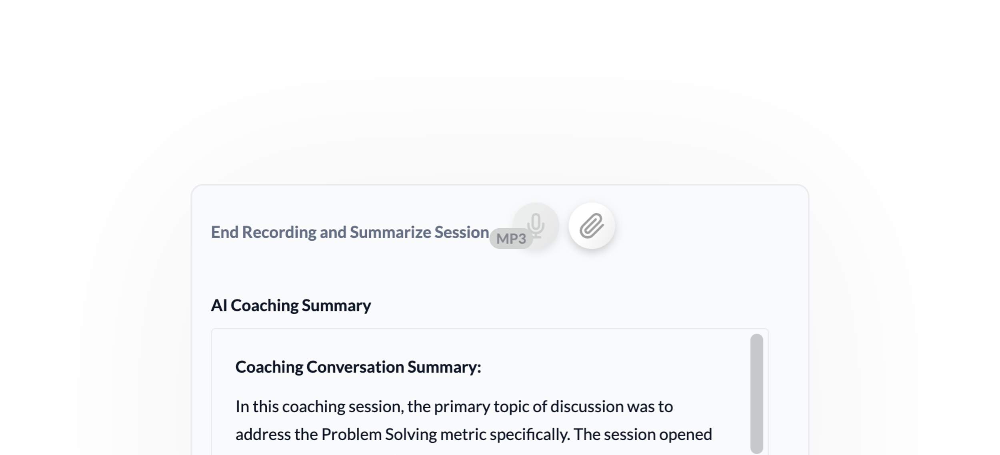 End Recording and Summarize Session
MP3
AI Coaching Summary
Coaching Conversation Summary:
In this coaching session, the primary topic of discussion was to
address the Problem Solving metric specifically. The session opened